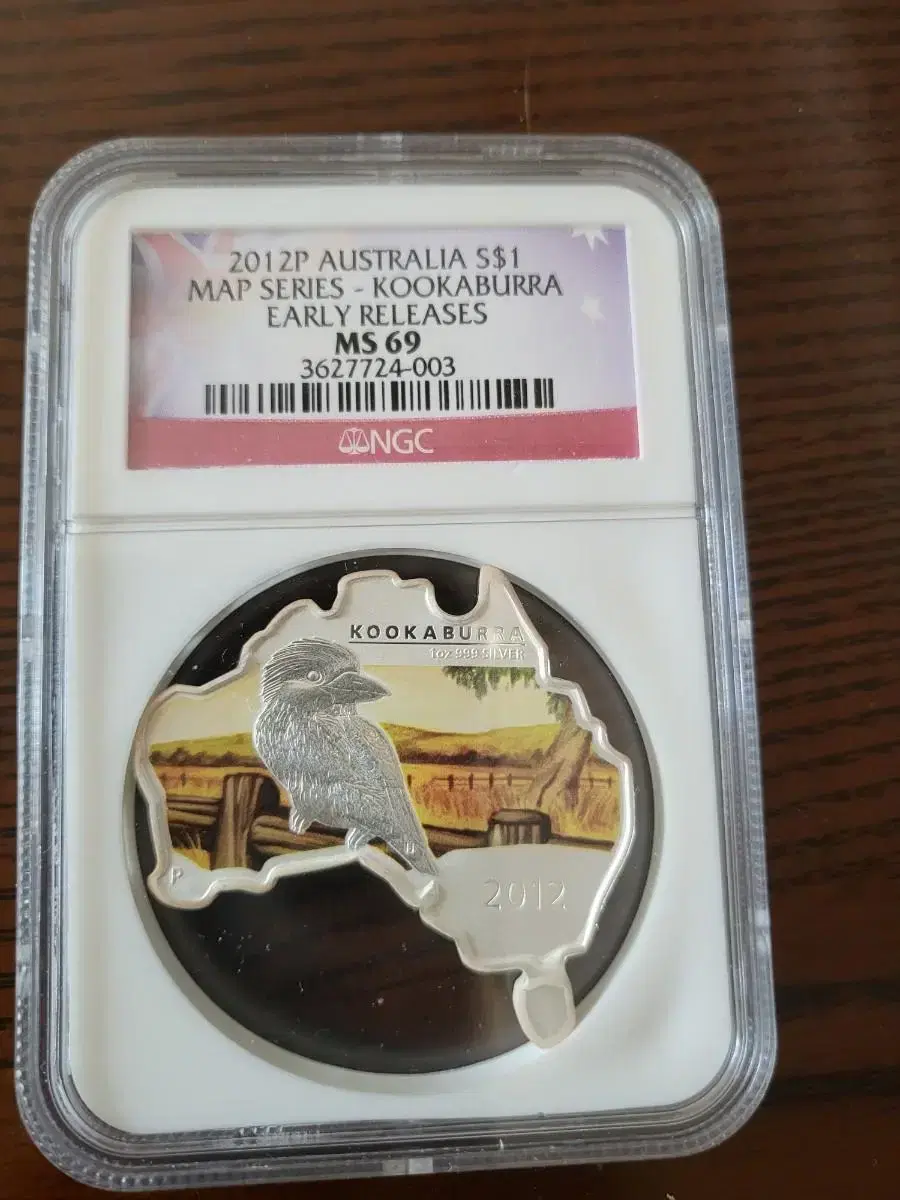 2012P AUSTRALIA S$1
MAP SERIES - KOOKABURRA
EARLY RELEASES
MS 69
3627724-003
NGC
KOOKABURRA
1oz 999 SILVER
P
2012